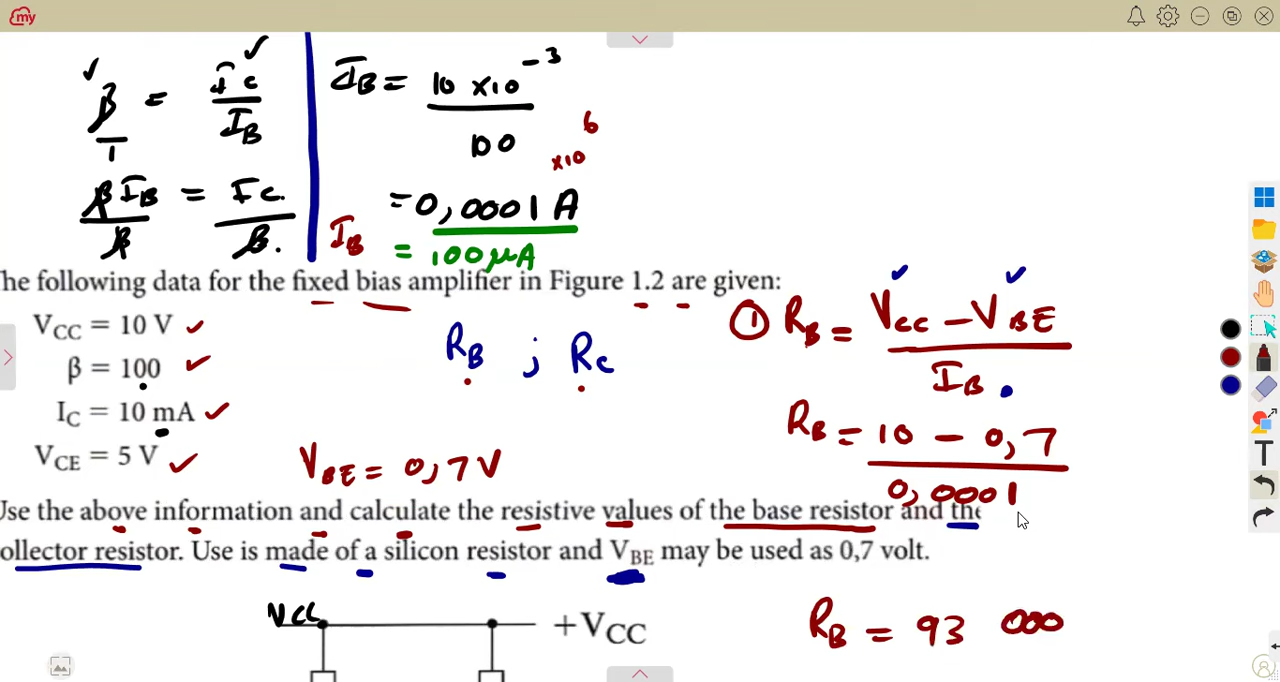 my
β/1 = IC/IB
βIB/β = IC/β.
IB = 10 x10^-3/100
x10^6
= 0,0001 A
IB = 100 μA
he following data for the fixed bias amplifier in Figure 1.2 are given:
VCC = 10 V
β = 100
IC = 10 mA
VCE = 5 V
RB ; RC
VBE = 0,7 V
① RB = VCC - VBE/IB
RB = 10 - 0,7/0,0001
Use the above information and calculate the resistive values of the base resistor and the
ollector resistor. Use is made of a silicon resistor and VBE may be used as 0,7 volt.
VCC
+VCC
RB = 93 000
T